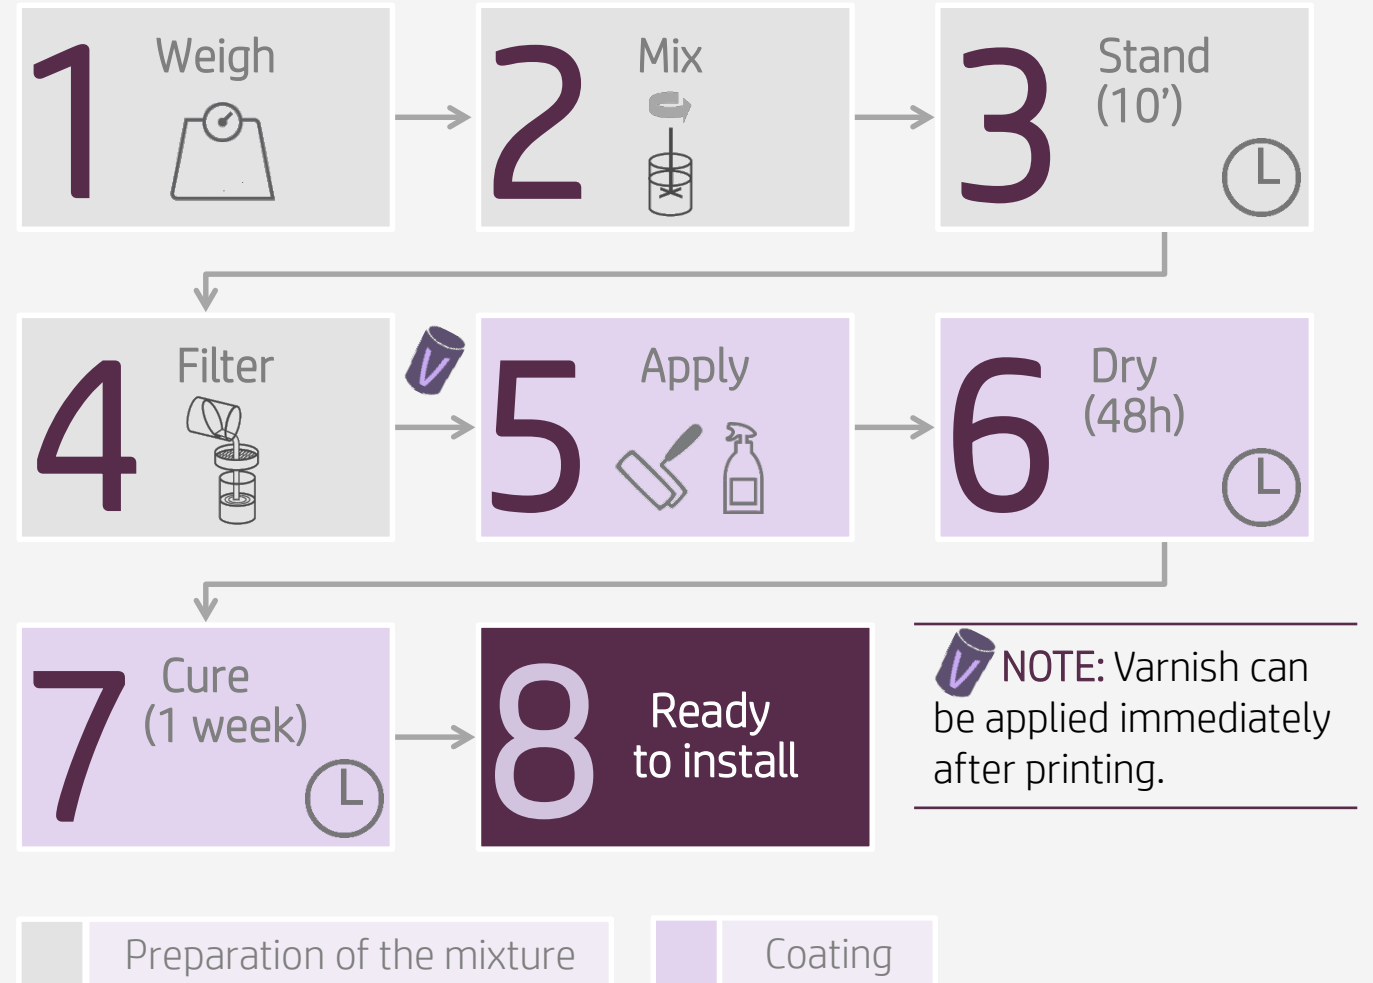 1
Weigh
2
Mix
3
Stand
(10’)
4
Filter
V
5
Apply
6
Dry
(48h)
7
Cure
(1 week)
8
Ready
to install
V NOTE: Varnish can
be applied immediately
after printing.
Preparation of the mixture
Coating